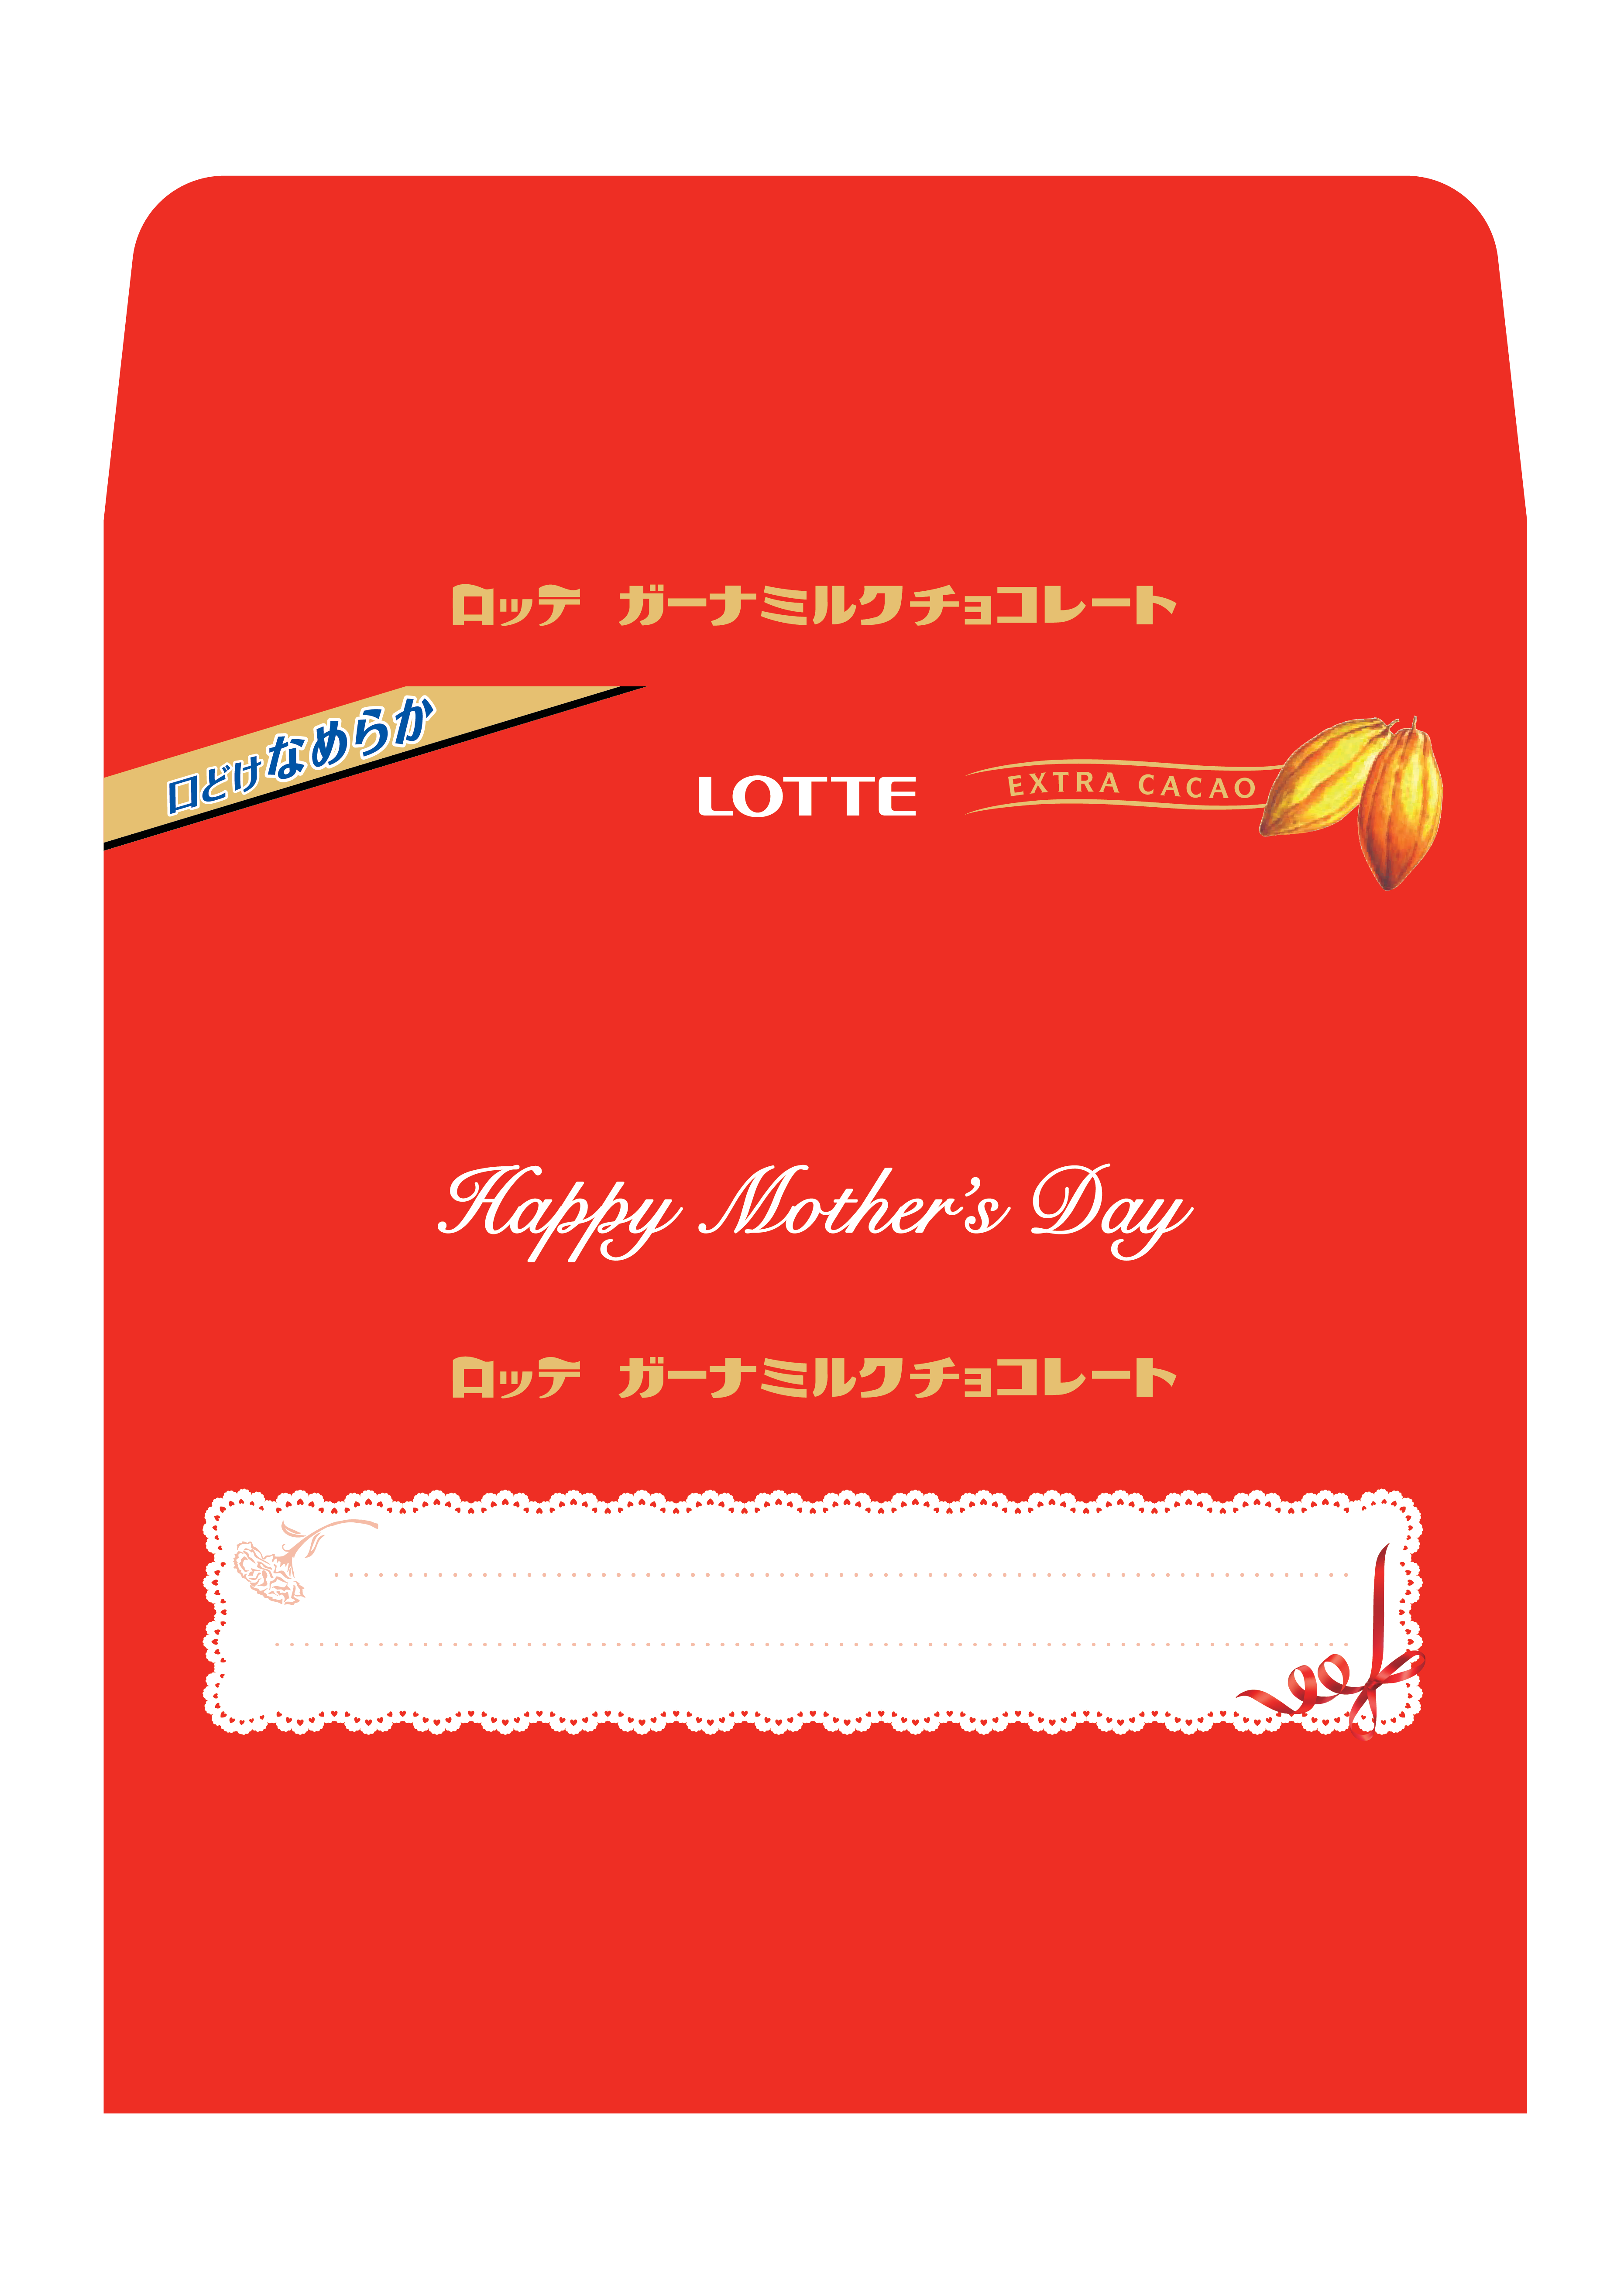 ロッテ ガーナミルクチョコレート
口どけなめらか
LOTTE
EXTRA CACAO
Happy Mother's Day
ロッテ ガーナミルクチョコレート